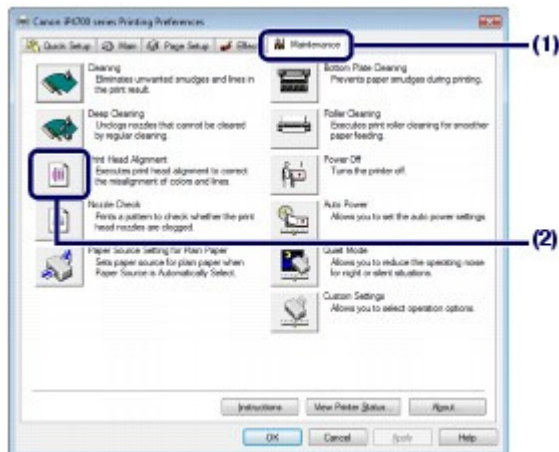 Canon iP4700 series Printing Preferences
Quick Setup Main Page Setup Effects Maintenance
(1)
Cleaning
Eliminates unwanted smudges and lines in
the print result.
Bottom Plate Cleaning
Prevents paper smudges during printing.
Deep Cleaning
Unclogs nozzles that cannot be cleared
by regular cleaning.
Roller Cleaning
Executes print roller cleaning for smoother
paper feeding.
Print Head Alignment
Executes print head alignment to correct
the misalignment of colors and lines.
Power Off
Turns the printer off.
Nozzle Check
Prints a pattern to check whether the print
head nozzles are clogged.
Auto Power
Allows you to set the auto power settings
(2)
Paper Source Setting for Plain Paper
Sets paper source for plain paper when
Paper Source is Automatically Select.
Quiet Mode
Allows you to reduce the operating noise
for night or silent situations.
Custom Settings
Allows you to select operation options.
Instructions View Printer Status... About...
OK Cancel Apply Help